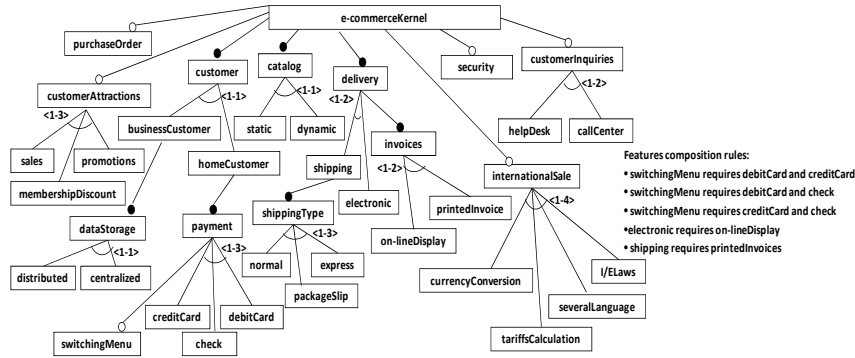 e-commerceKernel
purchaseOrder
customerAttractions
<1-3>
sales
promotions
membershipDiscount
customer
<1-1>
businessCustomer
homeCustomer
dataStorage
<1-1>
distributed
centralized
payment
<1-3>
switchingMenu
creditCard
check
debitCard
catalog
<1-1>
static
dynamic
delivery
<1-2>
shipping
electronic
shippingType
<1-3>
normal
packageSlip
express
invoices
<1-2>
on-lineDisplay
printedInvoice
security
customerInquiries
<1-2>
helpDesk
callCenter
internationalSale
<1-4>
currencyConversion
tariffsCalculation
severalLanguage
I/ELaws
Features composition rules:
• switchingMenu requires debitCard and creditCard
• switchingMenu requires debitCard and check
• switchingMenu requires creditCard and check
•electronic requires on-lineDisplay
• shipping requires printedInvoices